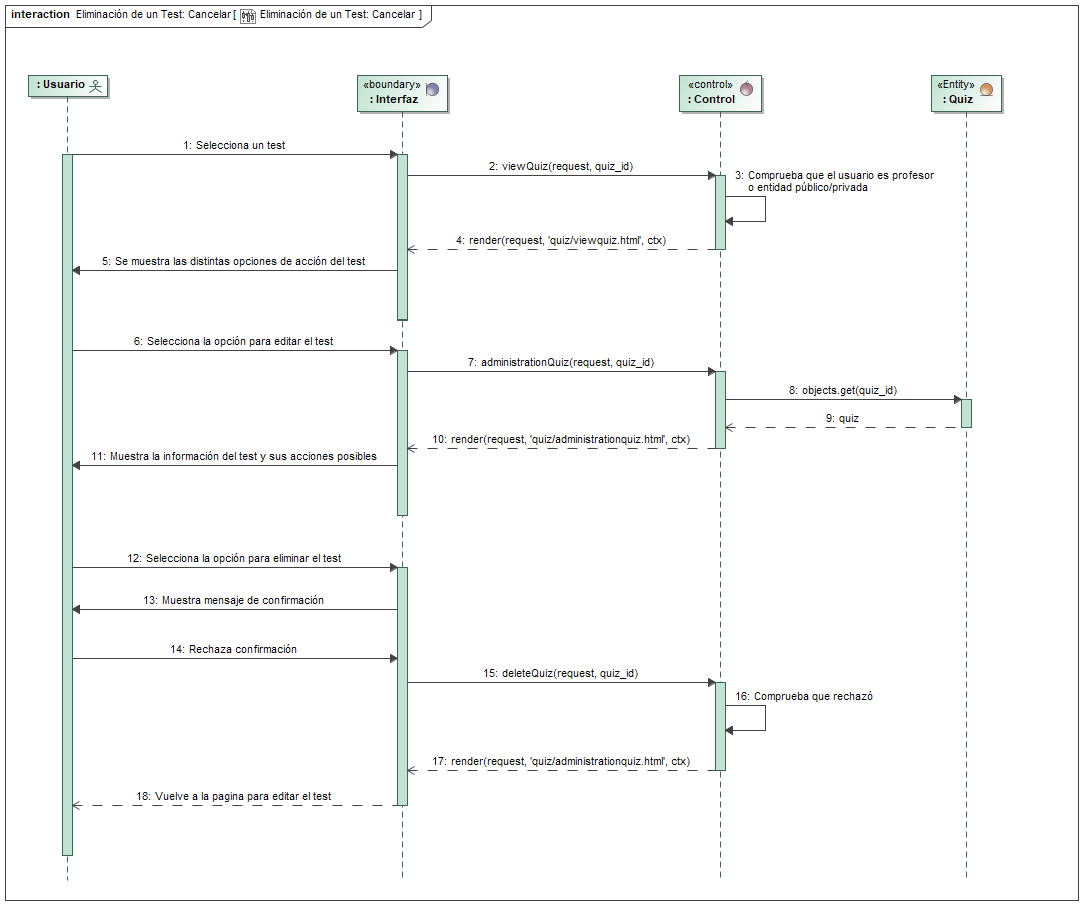 interaction Eliminación de un Test: Cancelar [ Eliminación de un Test: Cancelar ]
: Usuario
«boundary»
: Interfaz
«control»
: Control
«Entity»
: Quiz
1: Selecciona un test
2: viewQuiz(request, quiz_id)
3: Comprueba que el usuario es profesor
o entidad público/privada
4: render(request, 'quiz/viewquiz.html', ctx)
5: Se muestra las distintas opciones de acción del test
6: Selecciona la opción para editar el test
7: administrationQuiz(request, quiz_id)
8: objects.get(quiz_id)
9: quiz
10: render(request, 'quiz/administrationquiz.html', ctx)
11: Muestra la información del test y sus acciones posibles
12: Selecciona la opción para eliminar el test
13: Muestra mensaje de confirmación
14: Rechaza confirmación
15: deleteQuiz(request, quiz_id)
16: Comprueba que rechazó
17: render(request, 'quiz/administrationquiz.html', ctx)
18: Vuelve a la pagina para editar el test